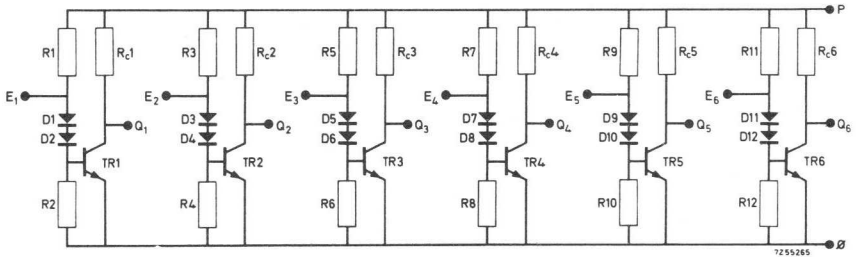 P
R1 Rc1 R3 Rc2 R5 Rc3 R7 Rc4 R9 Rc5 R11 Rc6
E1 E2 E3 E4 E5 E6
D1 Q1 D3 Q2 D5 Q3 D7 Q4 D9 Q5 D11 Q6
D2 D4 D6 D8 D10 D12
TR1 TR2 TR3 TR4 TR5 TR6
R2 R4 R6 R8 R10 R12
Ø
7Z55265